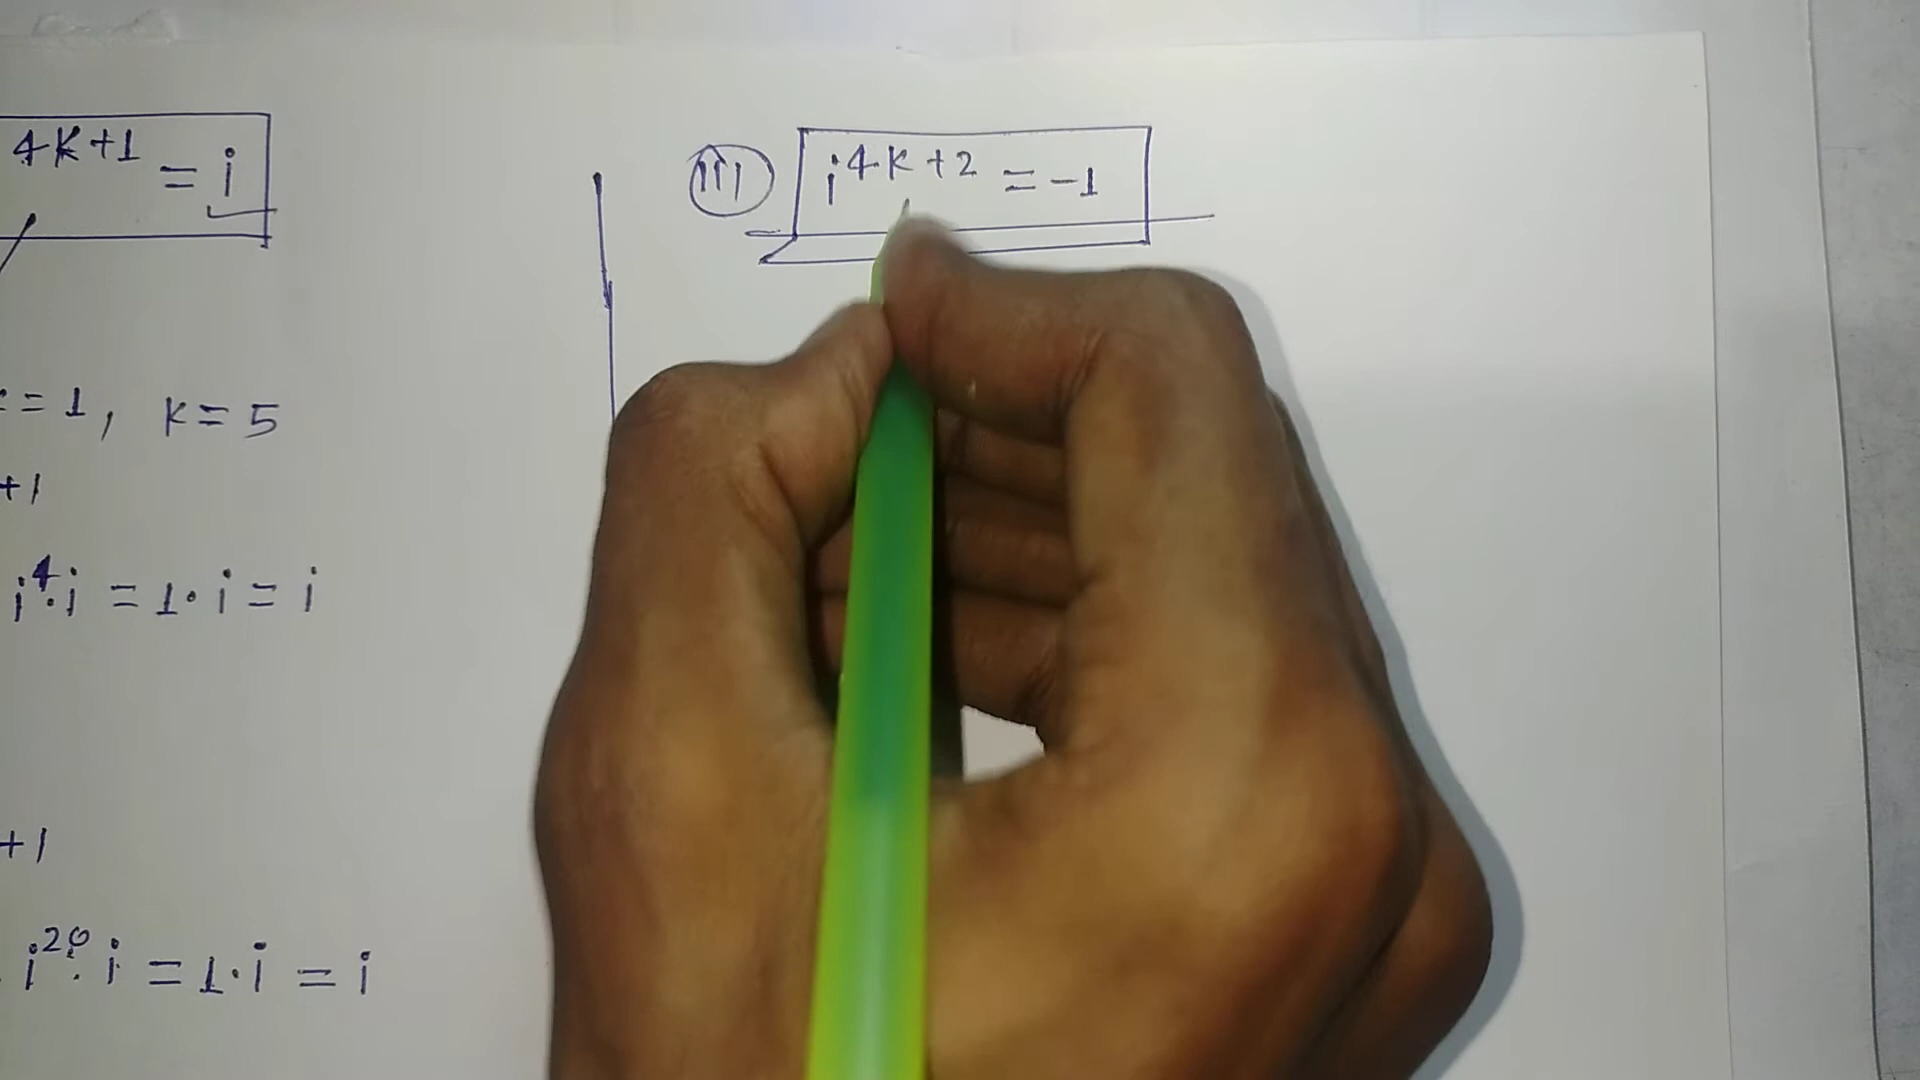 4K+1 = i
= 1, K = 5
+1
i⁴·i = 1·i = i
+1
i²⁰·i = 1·i = i
(iii) i⁴ᴷ⁺² = -1